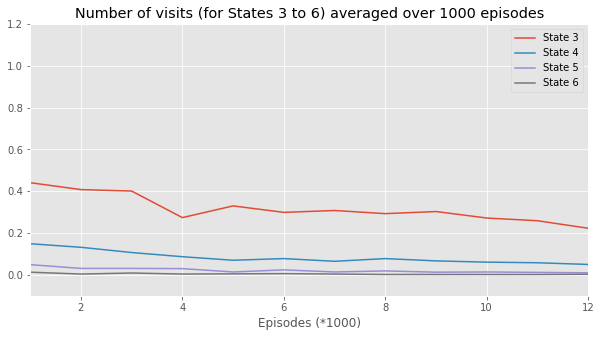 Number of visits (for States 3 to 6) averaged over 1000 episodes
1.2
1.0
0.8
0.6
0.4
0.2
0.0
State 3
State 4
State 5
State 6
2 4 6 8 10 12
Episodes (*1000)